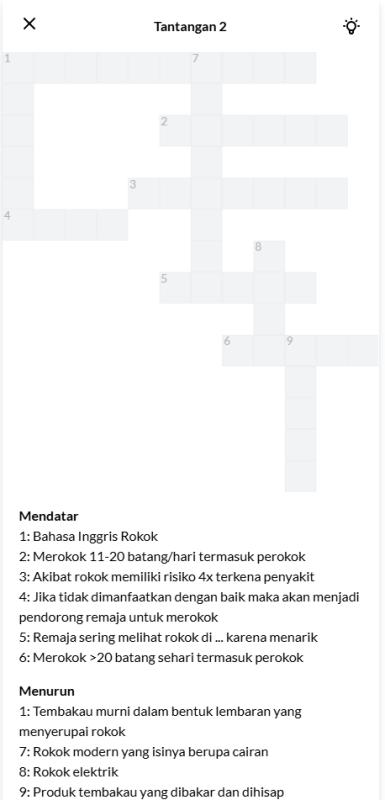 Tantangan 2
1
7
2
3
4
8
5
6
9
Mendatar
1: Bahasa Inggris Rokok
2: Merokok 11-20 batang/hari termasuk perokok
3: Akibat rokok memiliki risiko 4x terkena penyakit
4: Jika tidak dimanfaatkan dengan baik maka akan menjadi
pendorong remaja untuk merokok
5: Remaja sering melihat rokok di ... karena menarik
6: Merokok >20 batang sehari termasuk perokok
Menurun
1: Tembakau murni dalam bentuk lembaran yang
menyerupai rokok
7: Rokok modern yang isinya berupa cairan
8: Rokok elektrik
9: Produk tembakau yang dibakar dan dihisap